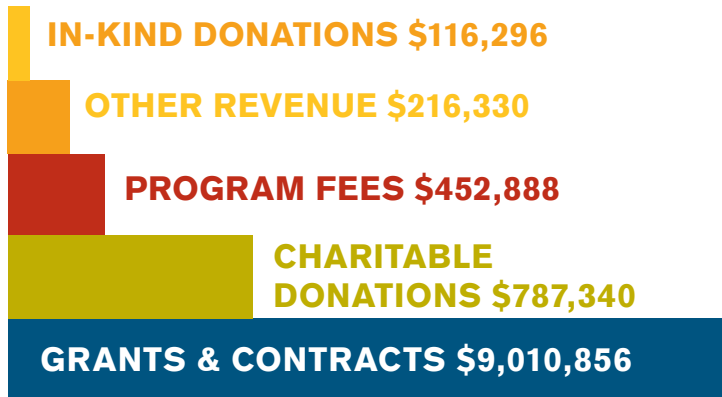 IN-KIND DONATIONS $116,296
OTHER REVENUE $216,330
PROGRAM FEES $452,888
CHARITABLE
DONATIONS $787,340
GRANTS & CONTRACTS $9,010,856